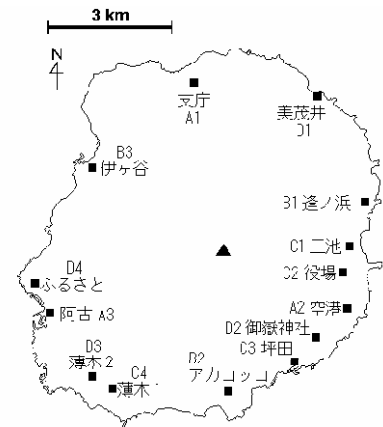 3 km
N
支庁
A1
美茂井
D1
B3
伊ヶ谷
B1 逢ノ浜
C1 二池
C2 役場
D4
ふるさと
阿古 A3
A2 空港
D2 御嶽神社
C3 坪田
D3
薄木 2
C4
薄木
アカコッコ